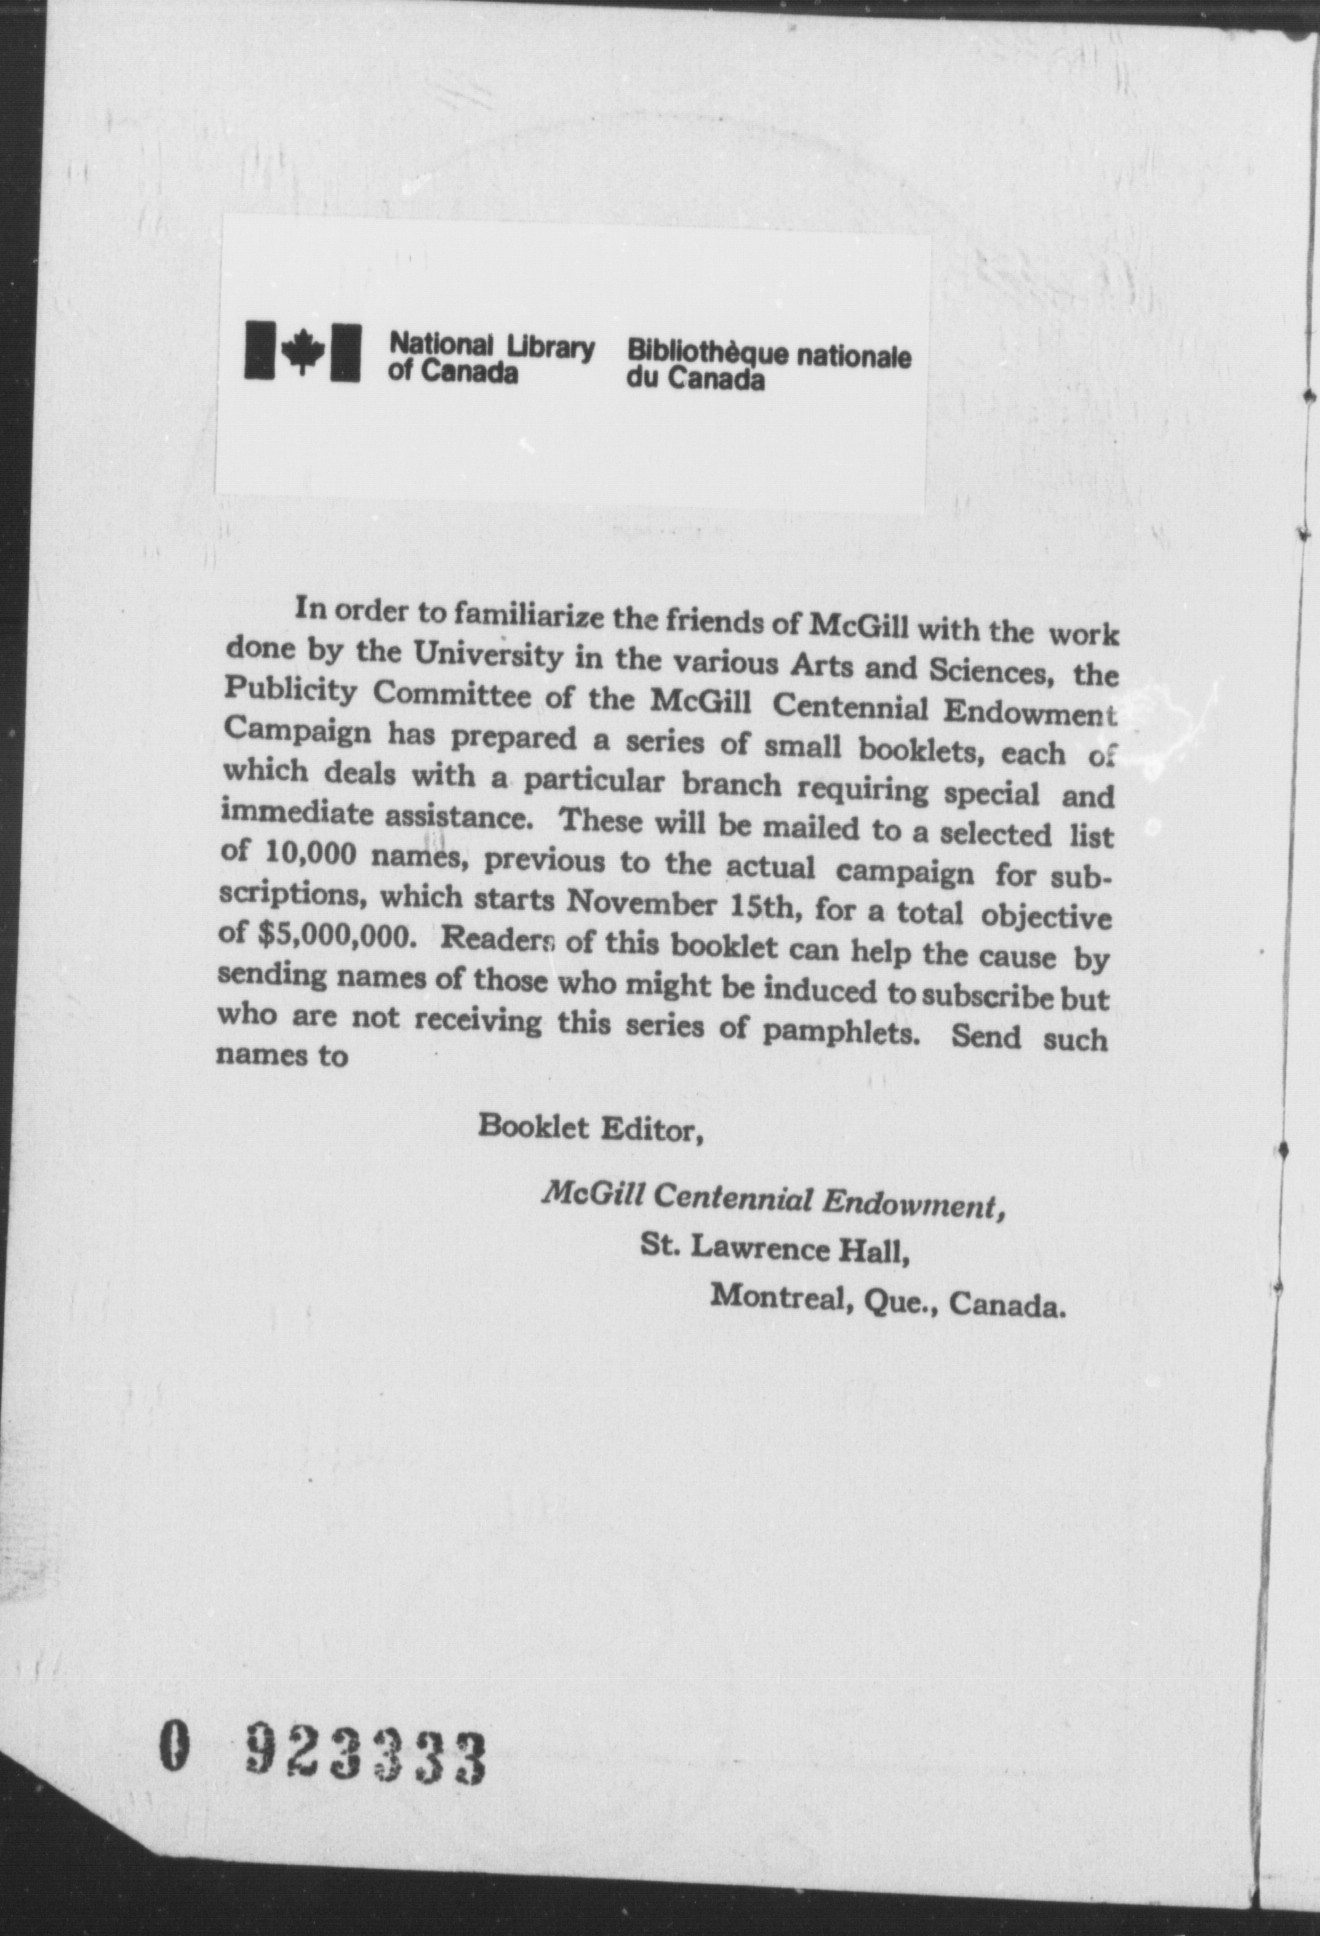 National Library
of Canada
Bibliothèque nationale
du Canada
In order to familiarize the friends of McGill with the work
done by the University in the various Arts and Sciences, the
Publicity Committee of the McGill Centennial Endowment
Campaign has prepared a series of small booklets, each of
which deals with a particular branch requiring special and
immediate assistance. These will be mailed to a selected list
of 10,000 names, previous to the actual campaign for sub-
scriptions, which starts November 15th, for a total objective
of $5,000,000. Readers of this booklet can help the cause by
sending names of those who might be induced to subscribe but
who are not receiving this series of pamphlets. Send such
names to
Booklet Editor,
McGill Centennial Endowment,
St. Lawrence Hall,
Montreal, Que., Canada.
0 923333